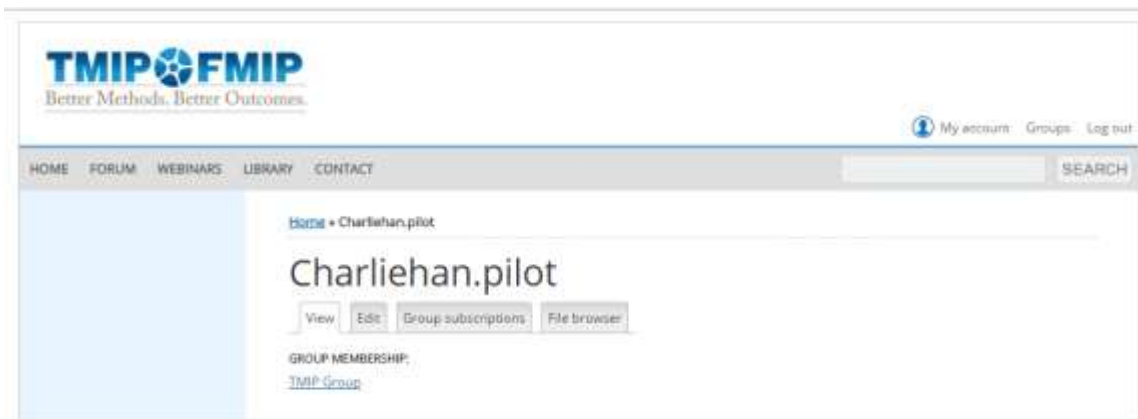 TMIP FMIP
Better Methods. Better Outcomes.
My account Groups Log out
HOME FORUM WEBINARS LIBRARY CONTACT SEARCH
Home » Charliehan.pilot
Charliehan.pilot
View Edit Group subscriptions File browser
GROUP MEMBERSHIP:
TMIP Group